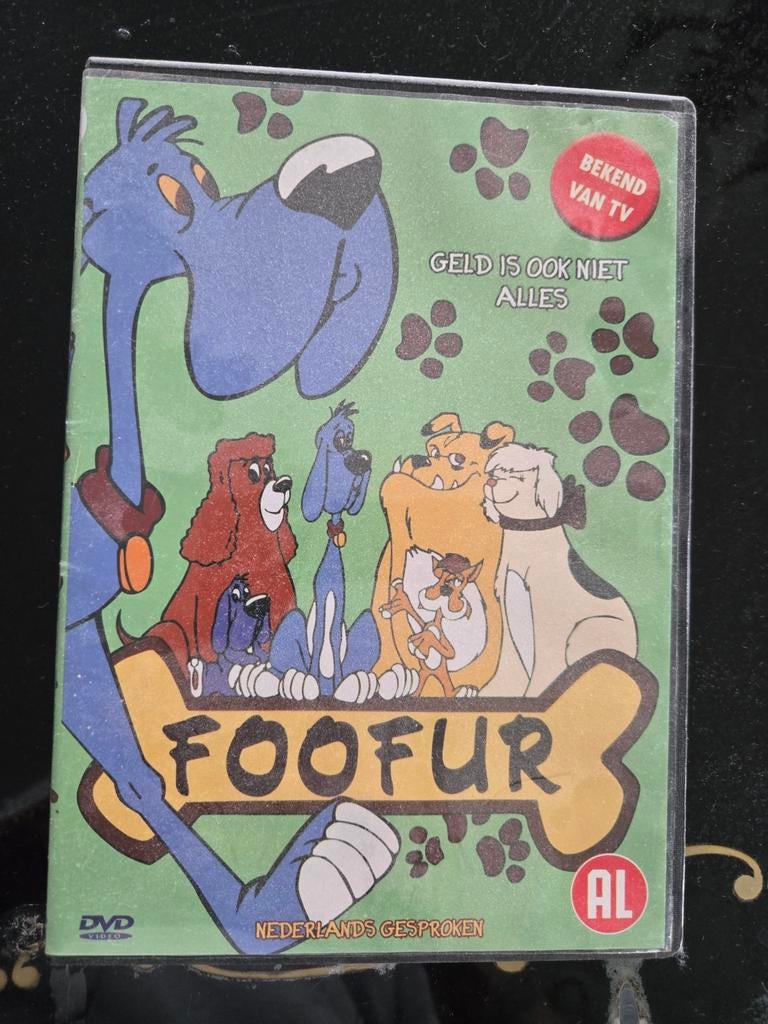 BEKEND
VAN TV
GELD IS OOK NIET
ALLES
FOOFUR
AL
DVD
VIDEO
NEDERLANDS GESPROKEN